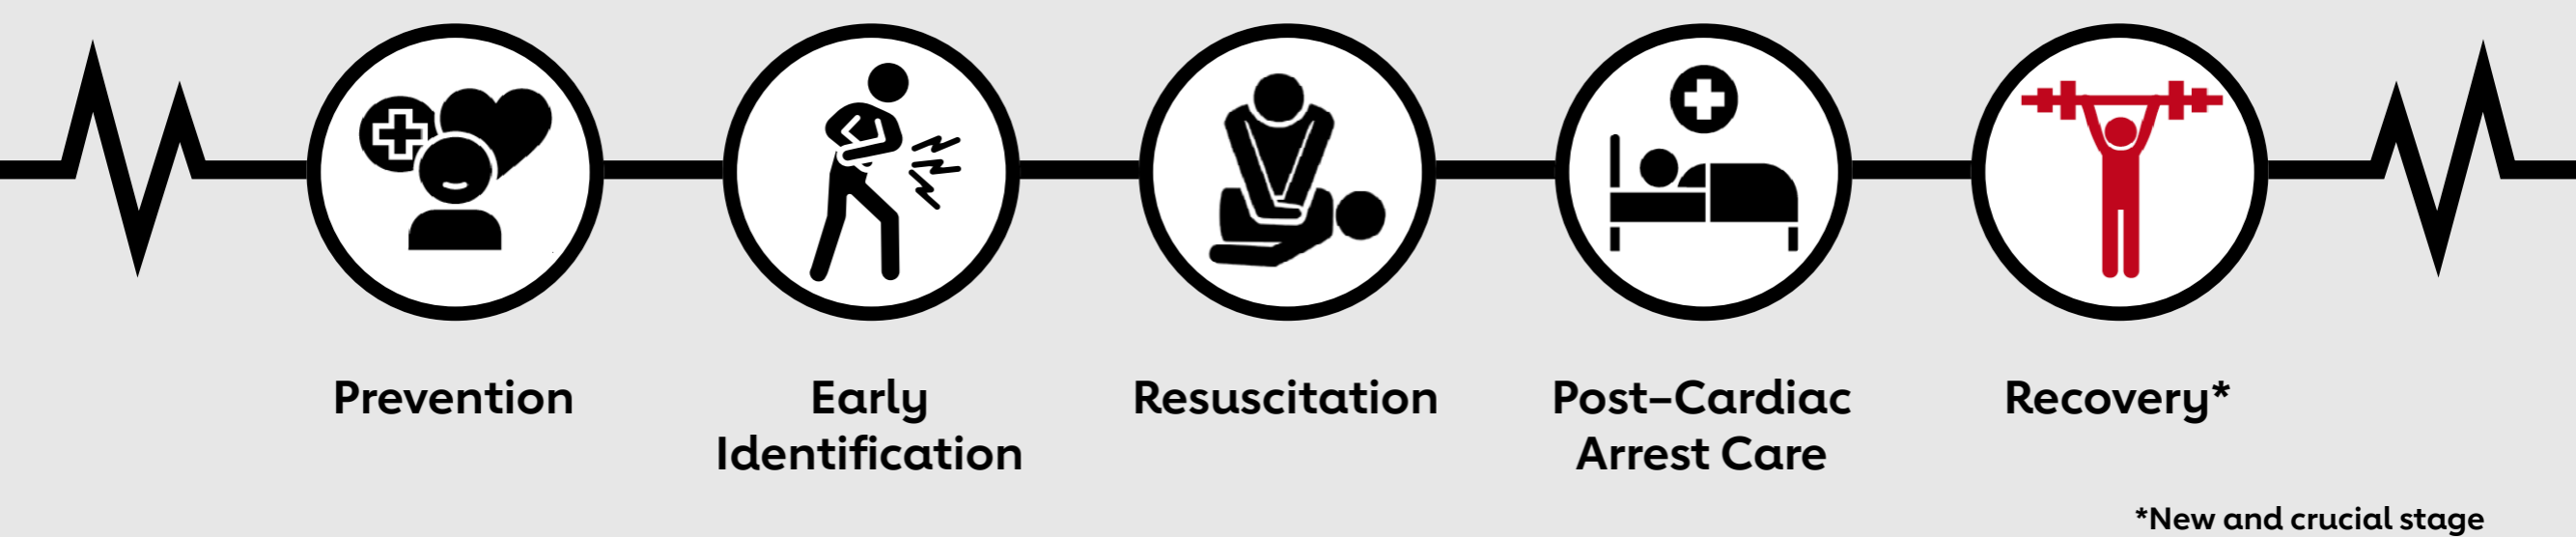 Prevention
Early
Identification
Resuscitation
Post–Cardiac
Arrest Care
Recovery*
*New and crucial stage